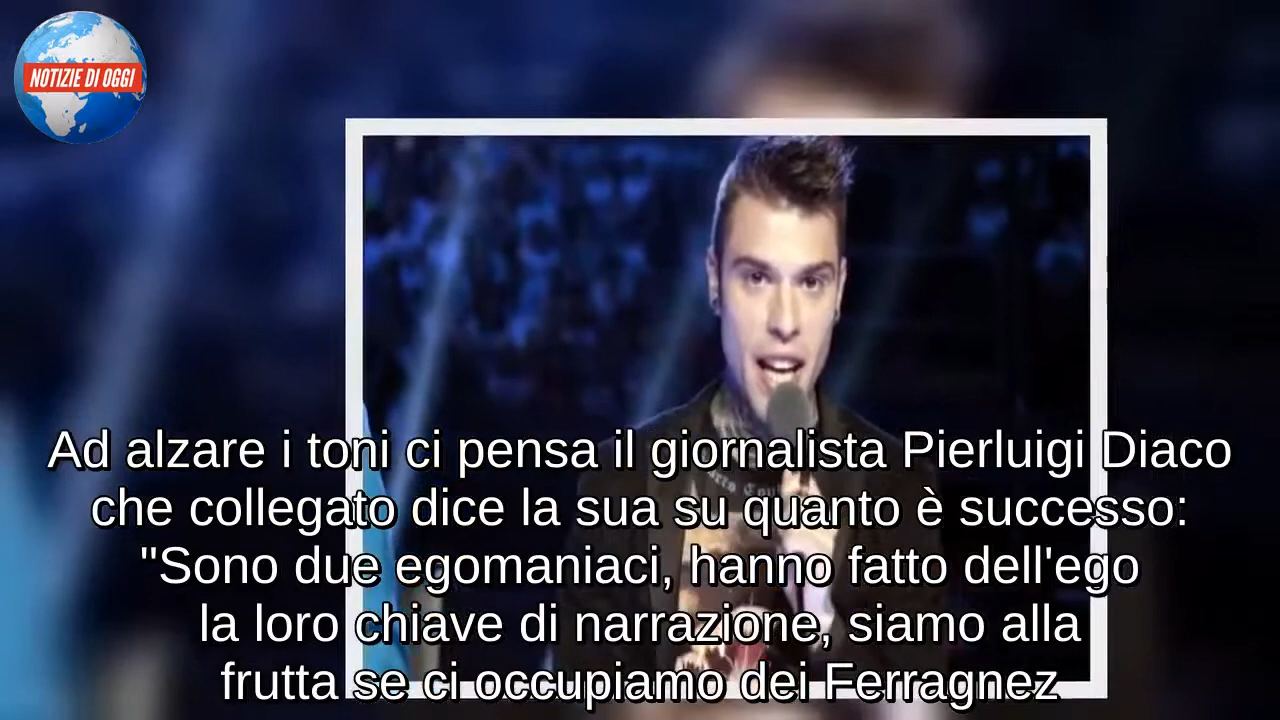 NOTIZIE DI OGGI
Ad alzare i toni ci pensa il giornalista Pierluigi Diaco
che collegato dice la sua su quanto è successo:
"Sono due egomaniaci, hanno fatto dell'ego
la loro chiave di narrazione, siamo alla
frutta se ci occupiamo dei Ferragnez